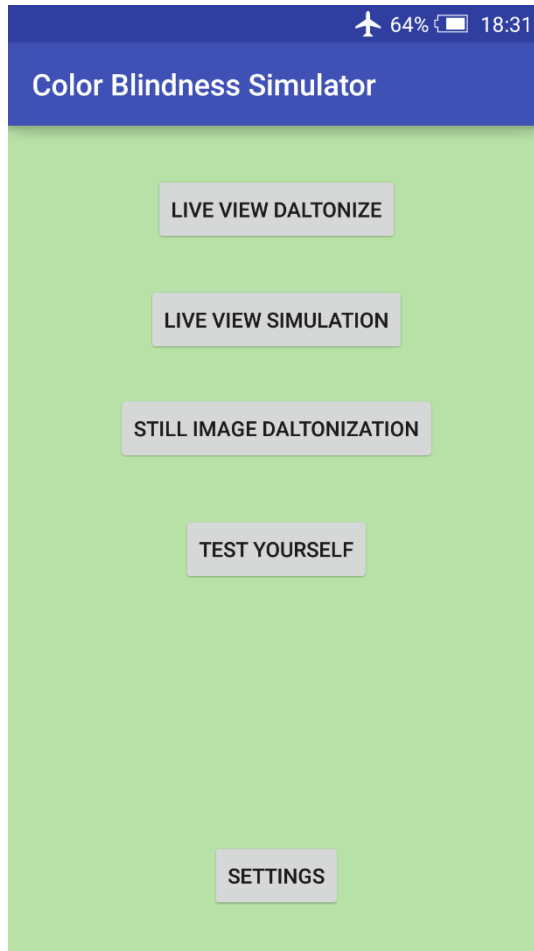 64% 18:31
Color Blindness Simulator
LIVE VIEW DALTONIZE
LIVE VIEW SIMULATION
STILL IMAGE DALTONIZATION
TEST YOURSELF
SETTINGS